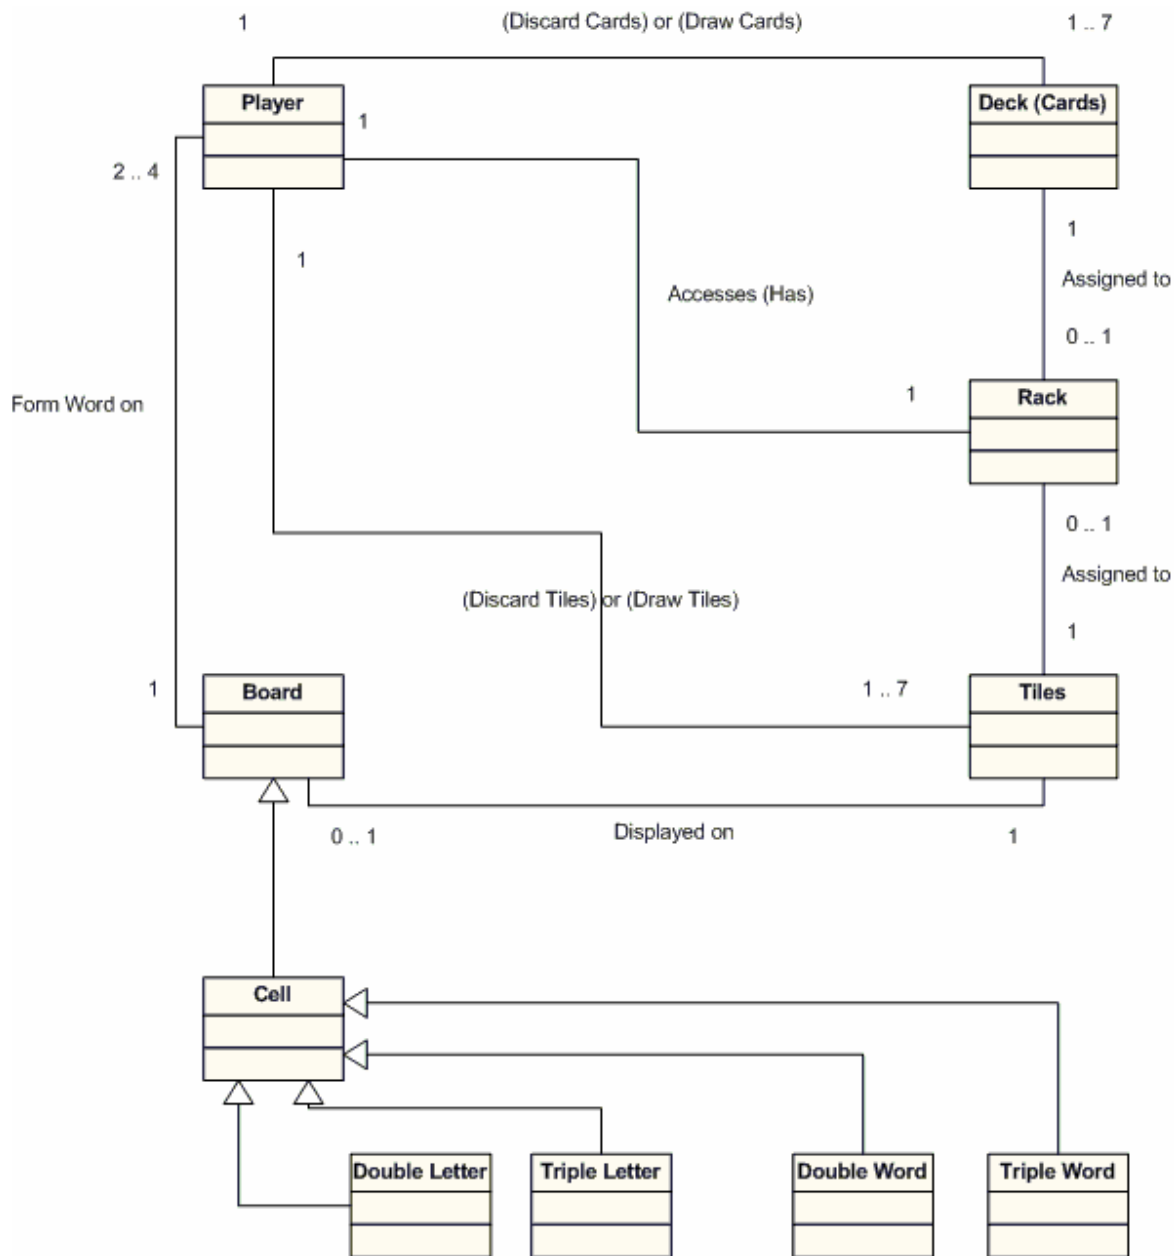 1
(Discard Cards) or (Draw Cards)
1 .. 7
Player
Deck (Cards)
1
2 .. 4
1
1
Assigned to
Accesses (Has)
0 .. 1
Rack
1
Form Word on
0 .. 1
Assigned to
(Discard Tiles) or (Draw Tiles)
1
1
Board
1 .. 7
Tiles
0 .. 1
Displayed on
1
Cell
Double Letter
Triple Letter
Double Word
Triple Word